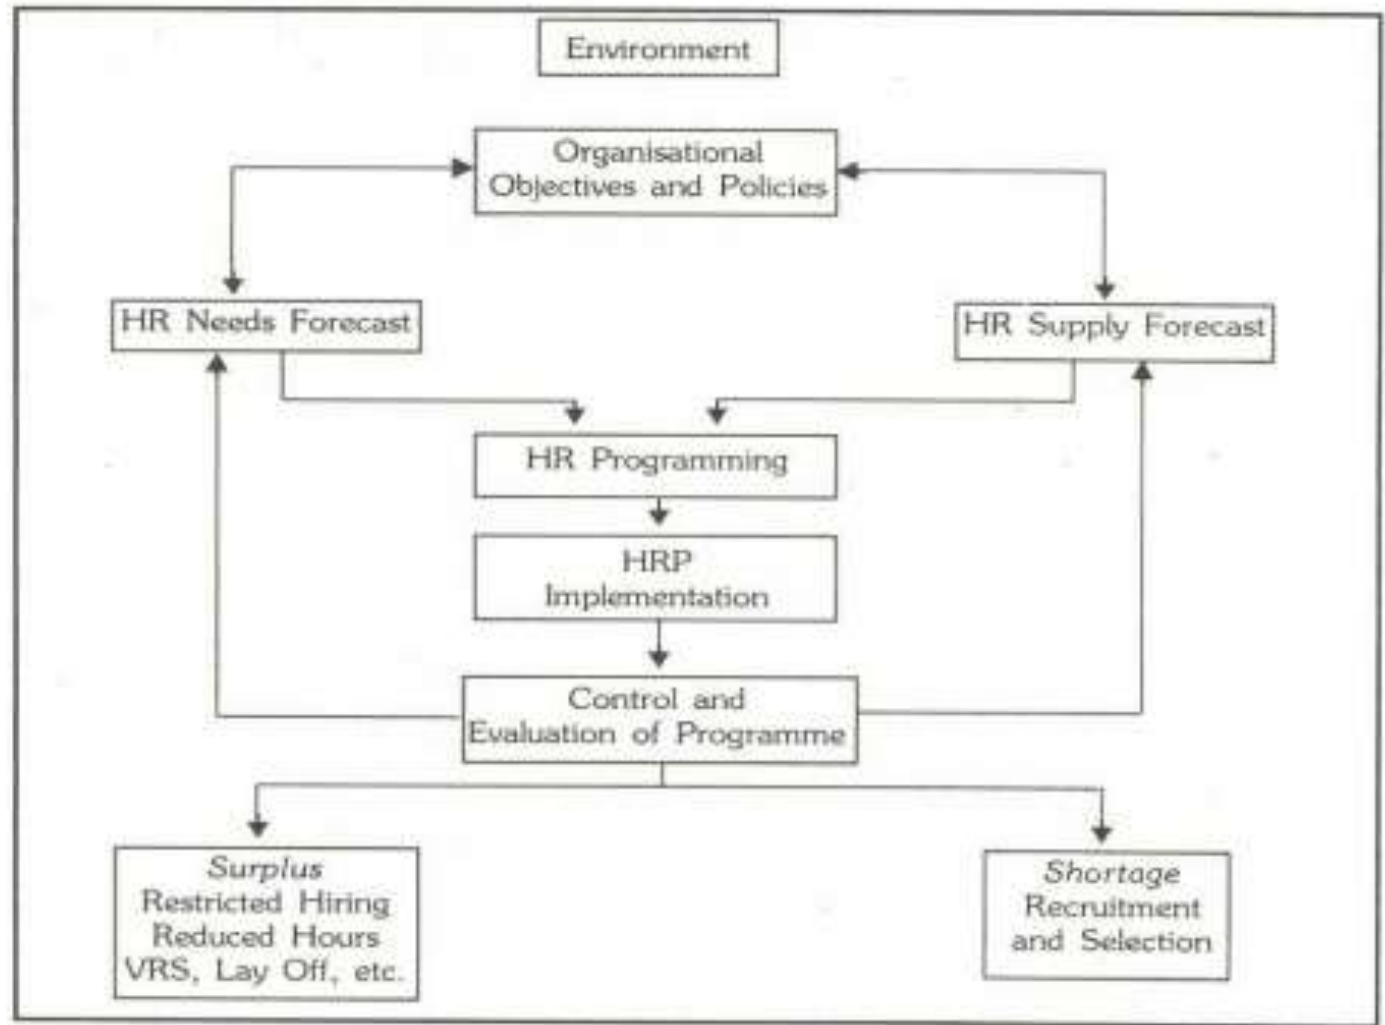 Environment
Organisational
Objectives and Policies
HR Needs Forecast
HR Supply Forecast
HR Programming
HRP
Implementation
Control and
Evaluation of Programme
Surplus
Restricted Hiring
Reduced Hours
VRS, Lay Off, etc.
Shortage
Recruitment
and Selection